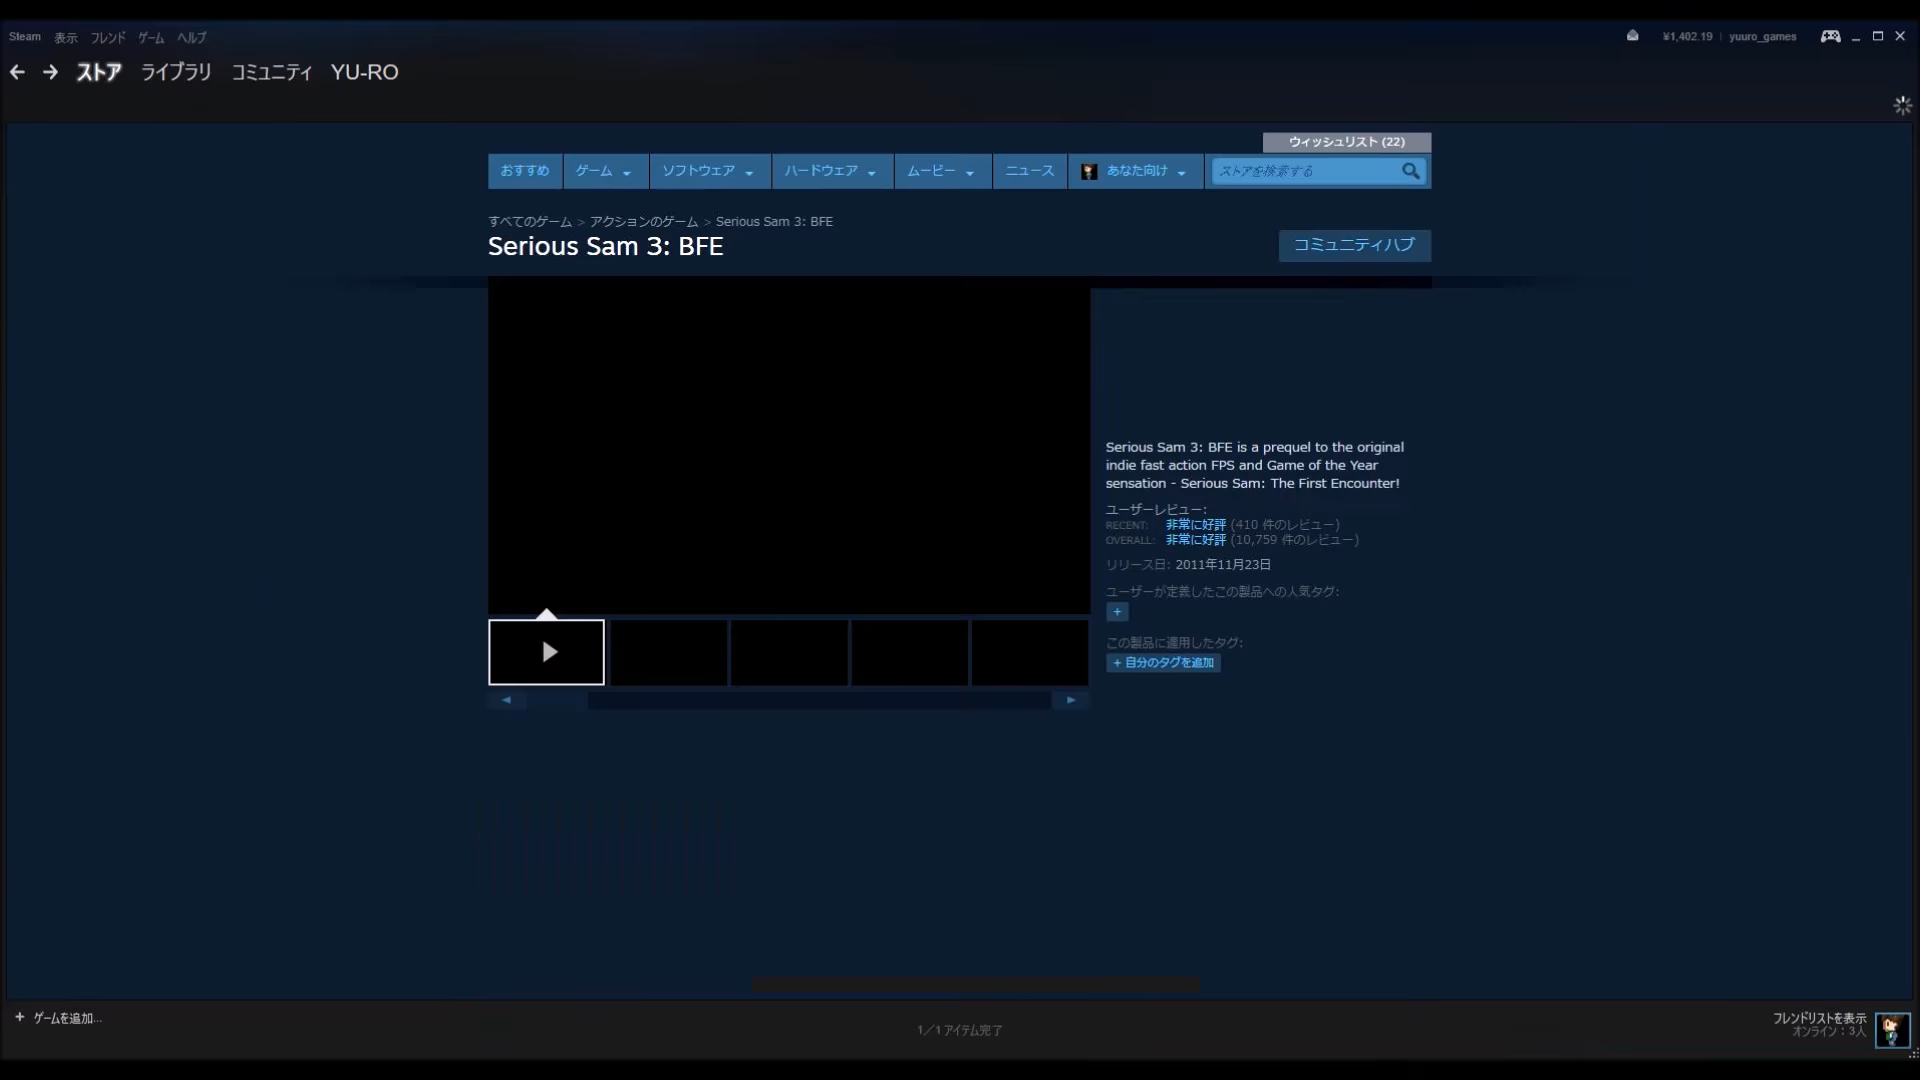 Steam 表示 フレンド ゲーム ヘルプ
¥1,402.19 | yuuro_games
ストア ライブラリ コミュニティ YU-RO
ウィッシュリスト (22)
おすすめ ゲーム ソフトウェア ハードウェア ムービー ニュース あなた向け ストアを検索する
すべてのゲーム > アクションのゲーム > Serious Sam 3: BFE
Serious Sam 3: BFE
コミュニティハブ
Serious Sam 3: BFE is a prequel to the original
indie fast action FPS and Game of the Year
sensation - Serious Sam: The First Encounter!
ユーザーレビュー:
RECENT: 非常に好評 (410 件のレビュー)
OVERALL: 非常に好評 (10,759 件のレビュー)
リリース日: 2011年11月23日
ユーザーが定義したこの製品への人気タグ:
+
この製品に適用したタグ:
+ 自分のタグを追加
+ ゲームを追加...
1／1 アイテム完了
フレンドリストを表示
オンライン：3人